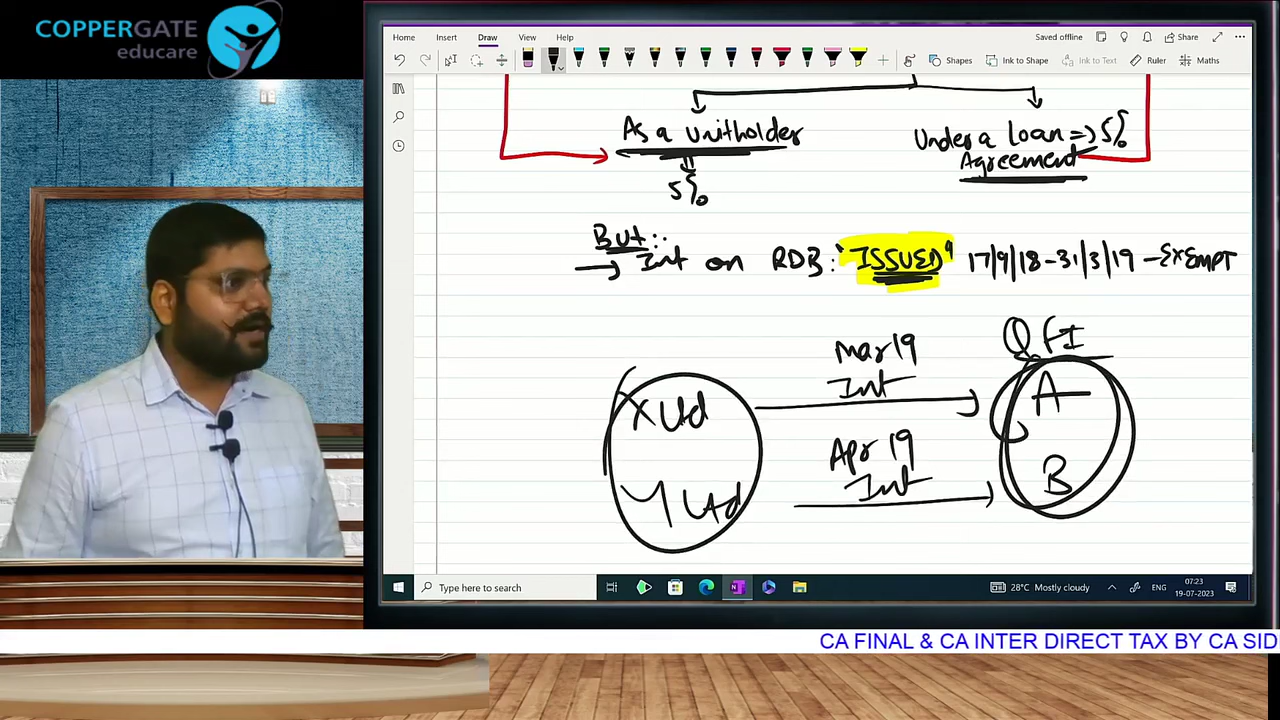 COPPERGATE
educare
Home Insert Draw View Help
Saved offline Share
Shapes Ink to Shape Ink to Text Ruler Maths
As a unitholder
5%
Under a loan => 5%
Agreement
But::
→ Int on RDB: "ISSUED" 17/9/18-31/3/19 - EXEMPT
QFI
Mar 19
Int
Apr 19
Int
X Ltd
Y Ltd
A
B
Type here to search
28°C Mostly cloudy
ENG
07:23
19-07-2023
CA FINAL & CA INTER DIRECT TAX BY CA SID